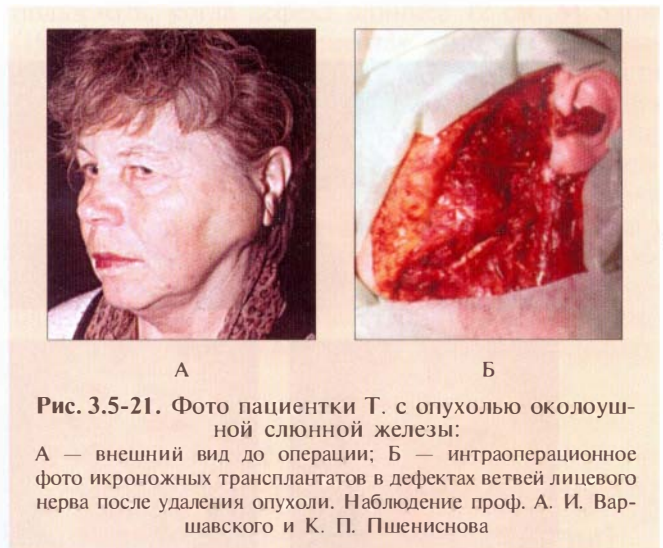 А
Б
Рис. 3.5-21. Фото пациентки Т. с опухолью околоуш-
ной слюнной железы:
А — внешний вид до операции; Б — интраоперационное
фото икроножных трансплантатов в дефектах ветвей лицевого
нерва после удаления опухоли. Наблюдение проф. А. И. Вар-
шавского и К. П. Пшениснова